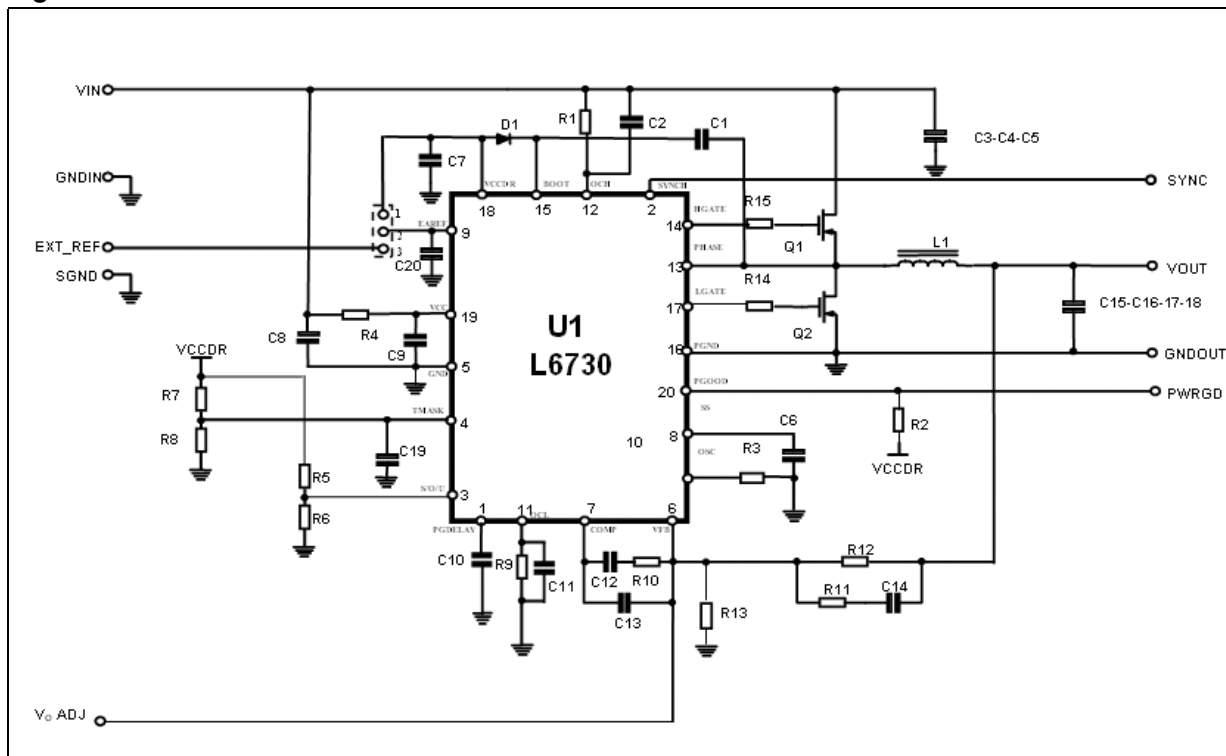 VIN
R1
C2
C1
D1
C3-C4-C5
C7
VCCDR
BOOT
OCH
SYNCH
SYNC
18
15
12
2
GNDIN
1
EAREF
HGATE
R15
9
14
2
PHASE
Q1
L1
EXT_REF
3
C20
13
VOUT
SGND
R14
LGATE
C15-C16-17-18
VCC
17
19
U1
Q2
C8
R4
C9
L6730
PGND
16
GNDOUT
VCCDR
5
GND
PGOOD
20
PWRGD
R7
TMASK
SS
R8
4
C6
R2
C19
10
8
OSC
R3
VCCDR
R5
S/O/U
3
R6
1
11
OCL
7
6
PGDELAY
COMP
VFB
C10
R9
C11
C12
R10
R12
R11
C14
C13
R13
Vo ADJ